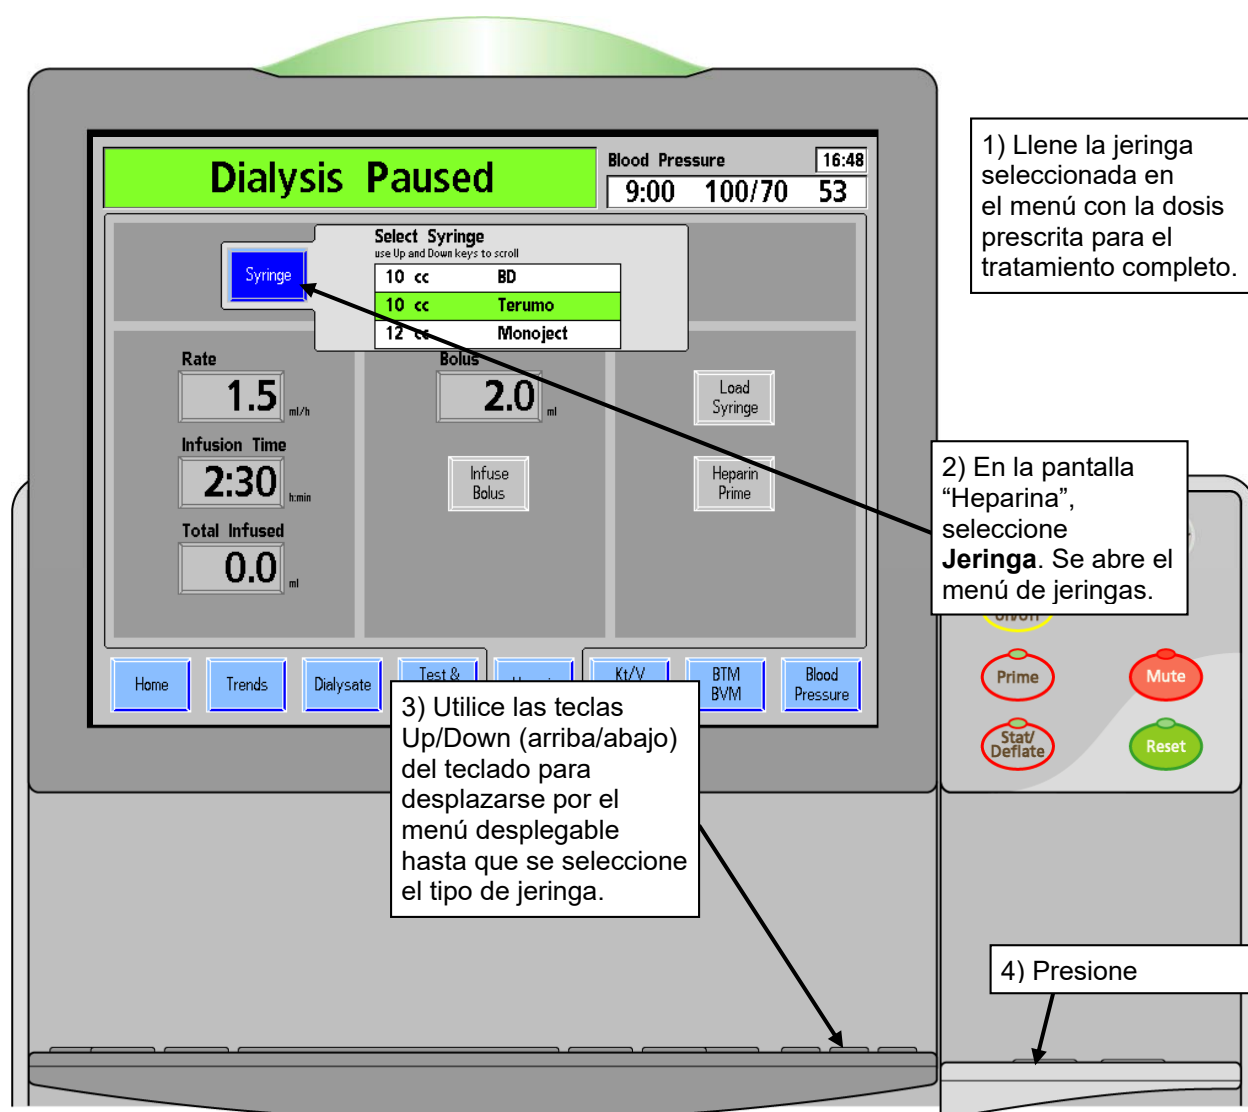 Dialysis Paused
Blood Pressure
16:48
9:00 100/70 53
1) Llene la jeringa
seleccionada en
el menú con la dosis
prescrita para el
tratamiento completo.
Syringe
Select Syringe
use Up and Down keys to scroll
10 cc BD
10 cc Terumo
12 cc Monoject
Rate
1.5 ml/h
Infusion Time
2:30 h:min
Total Infused
0.0 ml
Bolus
2.0 ml
Infuse
Bolus
Load
Syringe
Heparin
Prime
2) En la pantalla
“Heparina”,
seleccione
Jeringa. Se abre el
menú de jeringas.
Prime
Mute
Stat/
Deflate
Reset
Home
Trends
Dialysate
Test &
Kt/V
BTM
BVM
Blood
Pressure
3) Utilice las teclas
Up/Down (arriba/abajo)
del teclado para
desplazarse por el
menú desplegable
hasta que se seleccione
el tipo de jeringa.
4) Presione